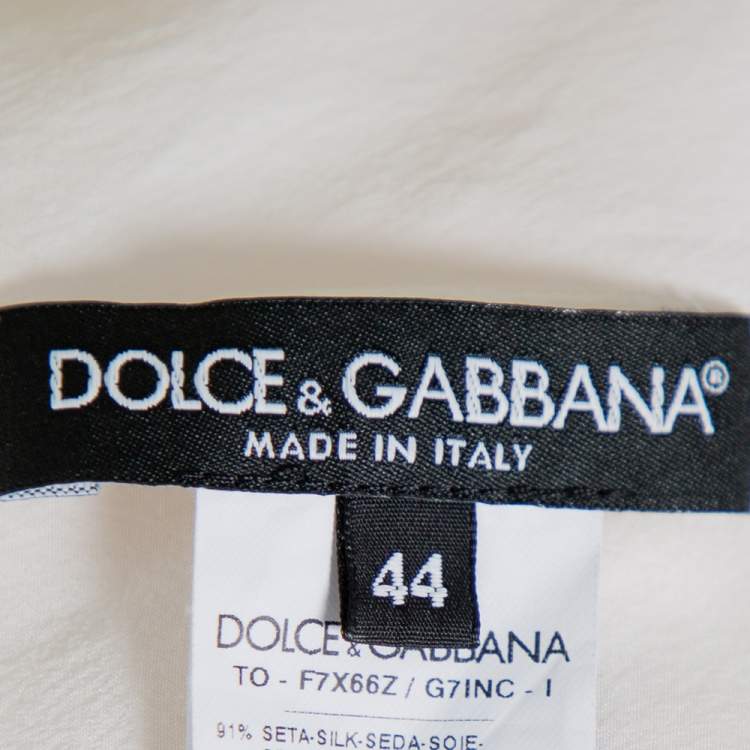 DOLCE & GABBANA®
MADE IN ITALY
44
DOLCE & GABBANA
TO - F7X66Z / G7INC - I
91% SETA-SILK-SEDA-SOIE-